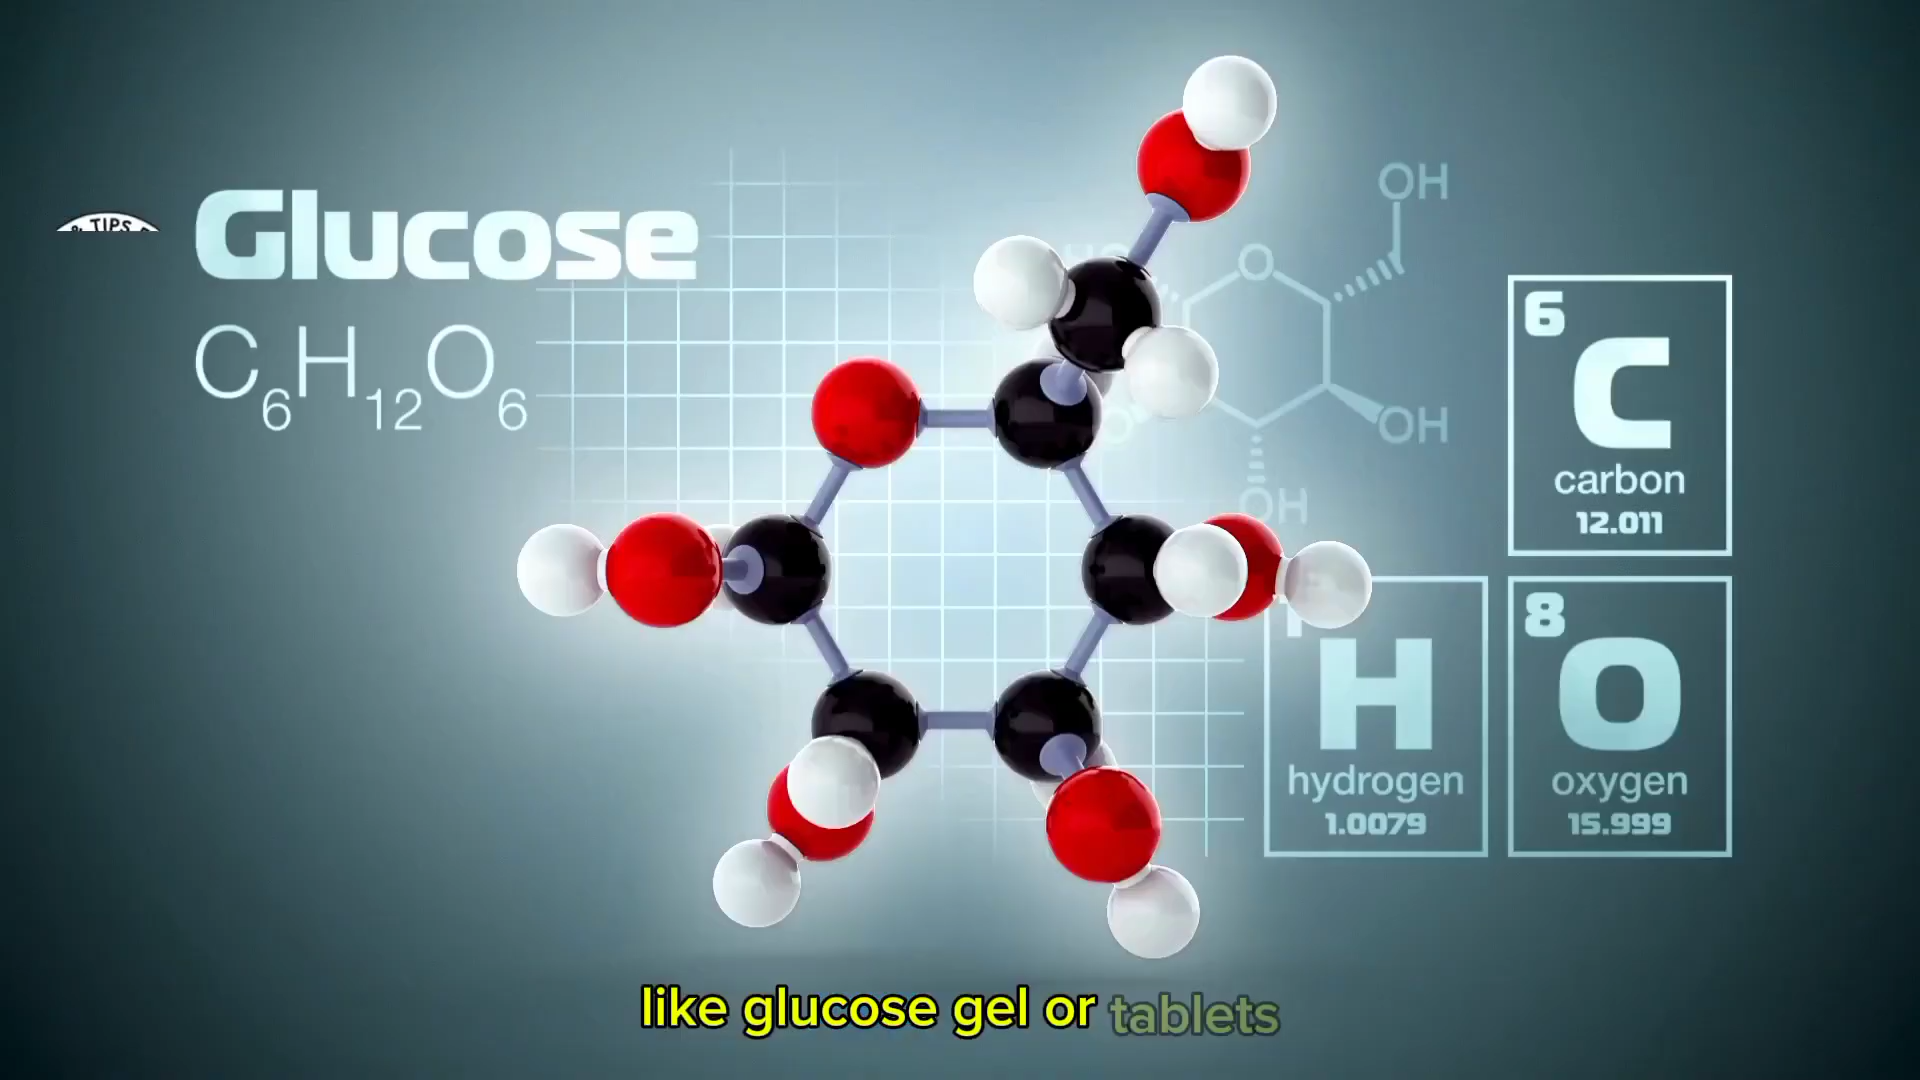 & TIPS
Glucose
C₆H₁₂O₆
OH
O
OH
OH
6
C
carbon
12.011
H
hydrogen
1.0079
8
O
oxygen
15.999
like glucose gel or tablets